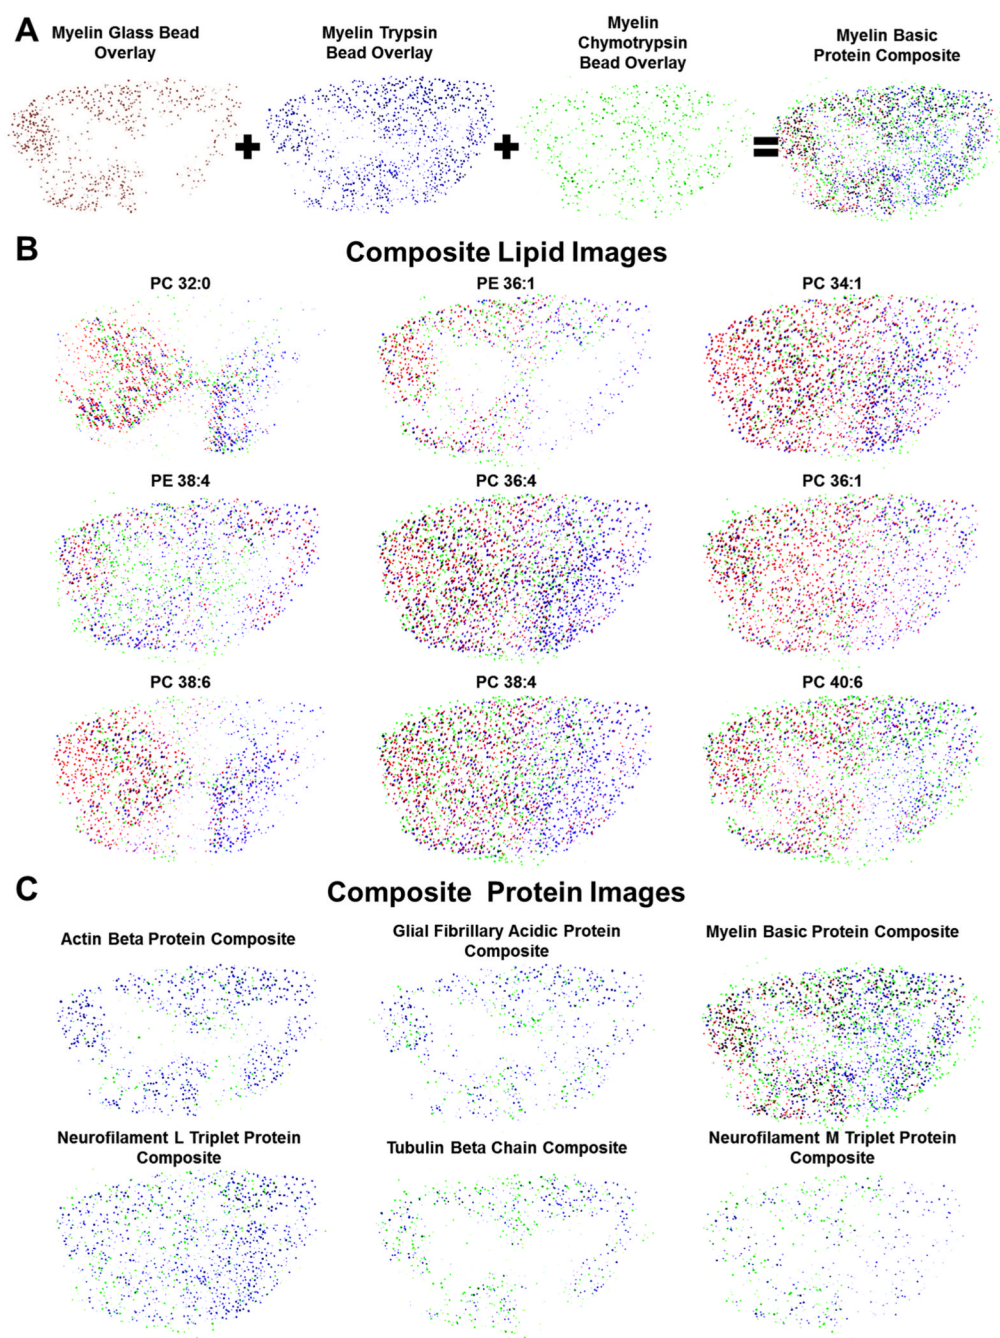 A
Myelin Glass Bead
Overlay
Myelin Trypsin
Bead Overlay
Myelin
Chymotrypsin
Bead Overlay
Myelin Basic
Protein Composite
+
+
=
B
Composite Lipid Images
PC 32:0
PE 36:1
PC 34:1
PE 38:4
PC 36:4
PC 36:1
PC 38:6
PC 38:4
PC 40:6
C
Composite Protein Images
Actin Beta Protein Composite
Glial Fibrillary Acidic Protein
Composite
Myelin Basic Protein Composite
Neurofilament L Triplet Protein
Composite
Tubulin Beta Chain Composite
Neurofilament M Triplet Protein
Composite